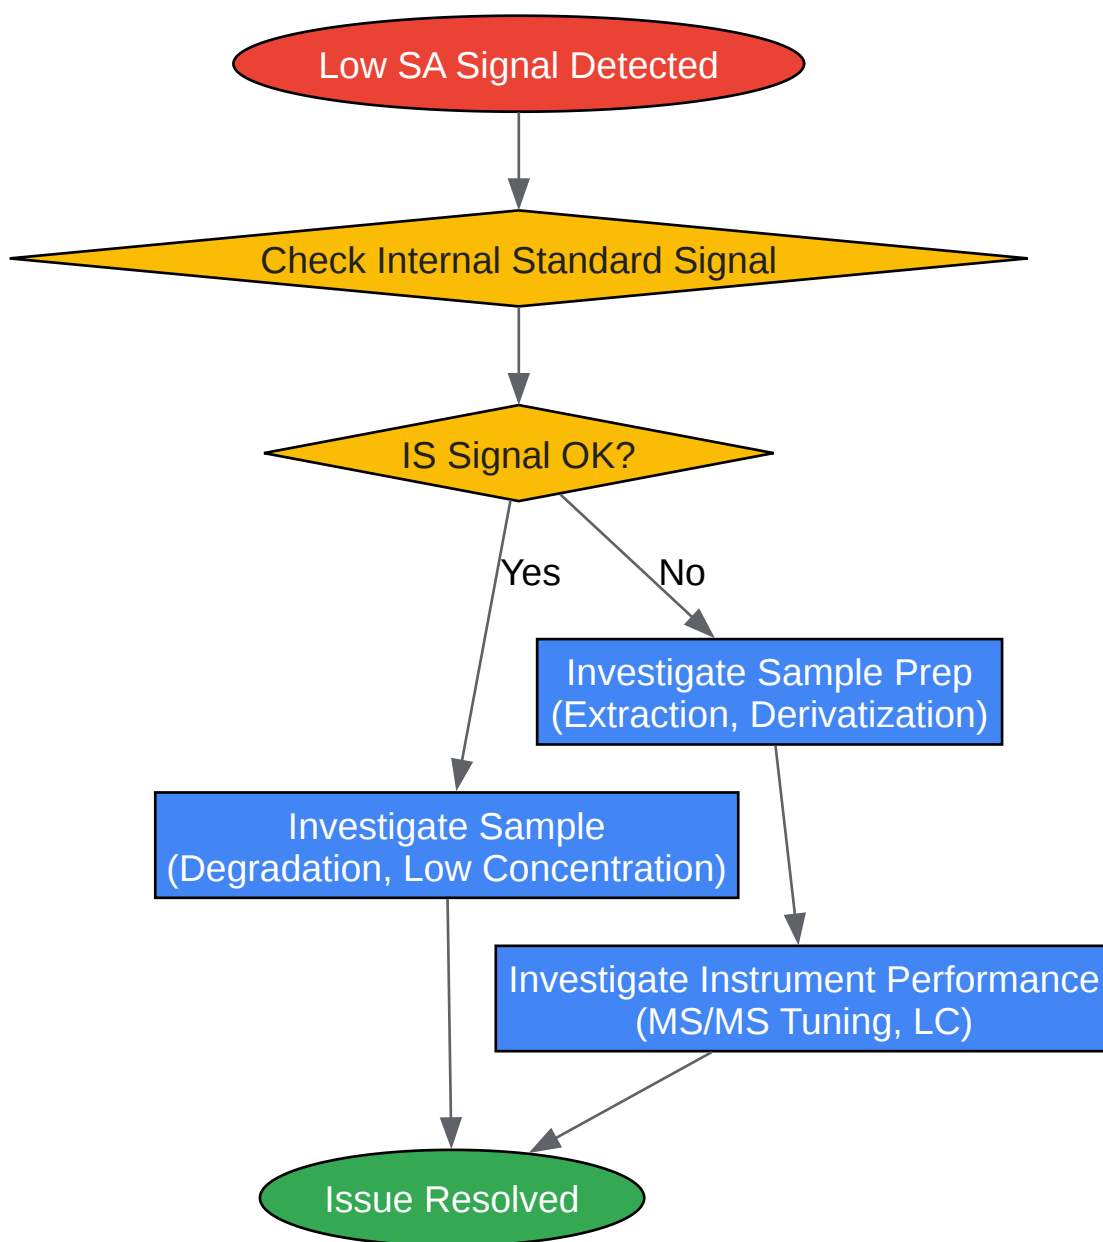 Low SA Signal Detected
Check Internal Standard Signal
IS Signal OK?
Yes
No
Investigate Sample Prep
(Extraction, Derivatization)
Investigate Sample
(Degradation, Low Concentration)
Investigate Instrument Performance
(MS/MS Tuning, LC)
Issue Resolved